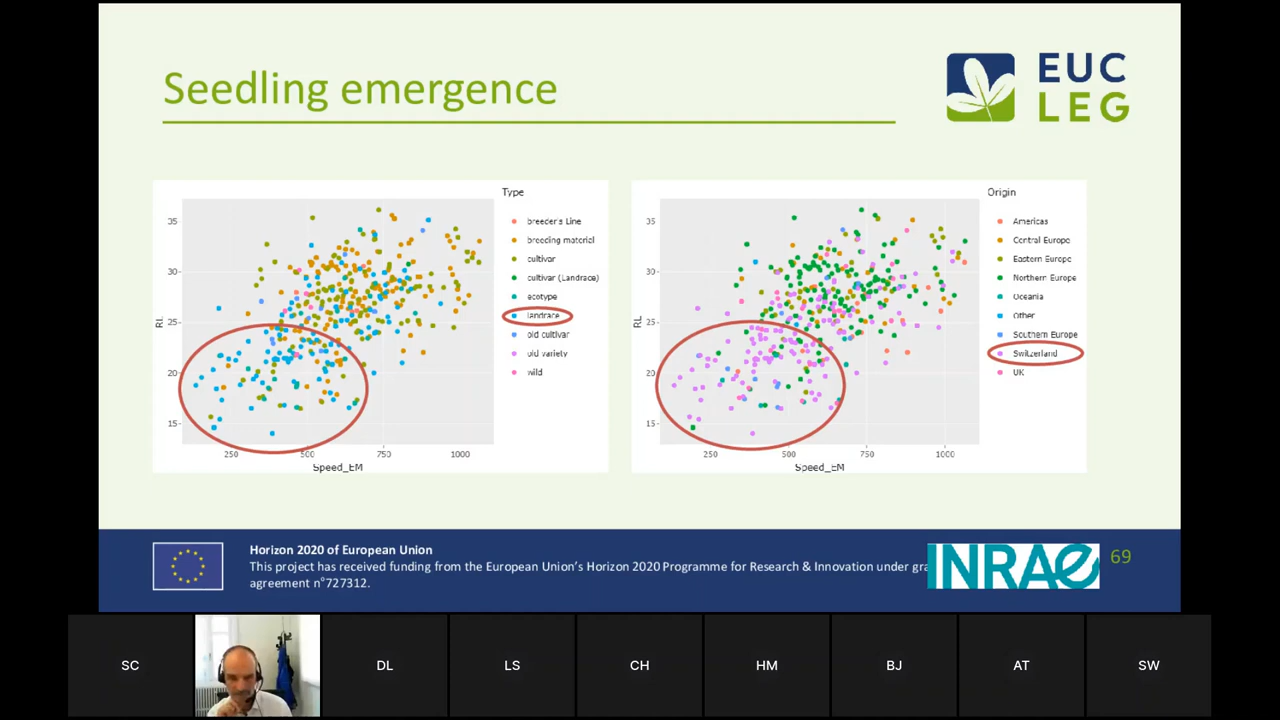 Seedling emergence
EUC
LEG
Type
breeder's Line
breeding material
cultivar
cultivar (Landrace)
ecotype
landrace
old cultivar
old variety
wild
35
30
25
20
15
RL
250
500
750
1000
Speed_EM
Origin
Americas
Central Europe
Eastern Europe
Northern Europe
Oceania
Other
Southern Europe
Switzerland
UK
35
30
25
20
15
RL
250
500
750
1000
Speed_EM
Horizon 2020 of European Union
This project has received funding from the European Union's Horizon 2020 Programme for Research & Innovation under gra
agreement n°727312.
INRAE
69
SC
DL
LS
CH
HM
BJ
AT
SW